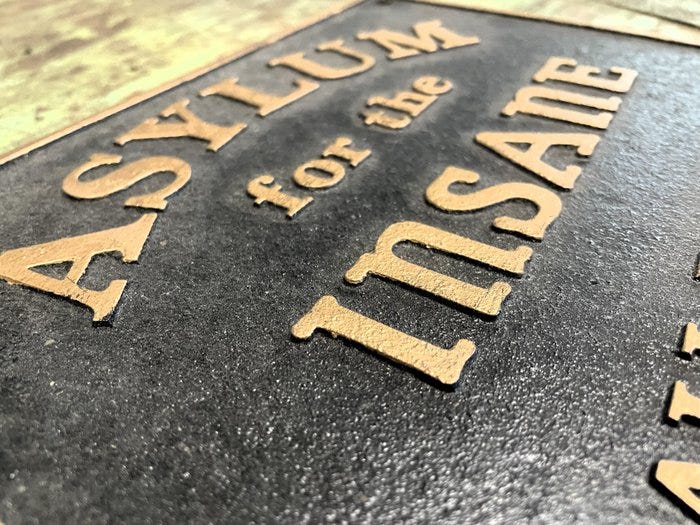 ASYLUM
for the
INSANE